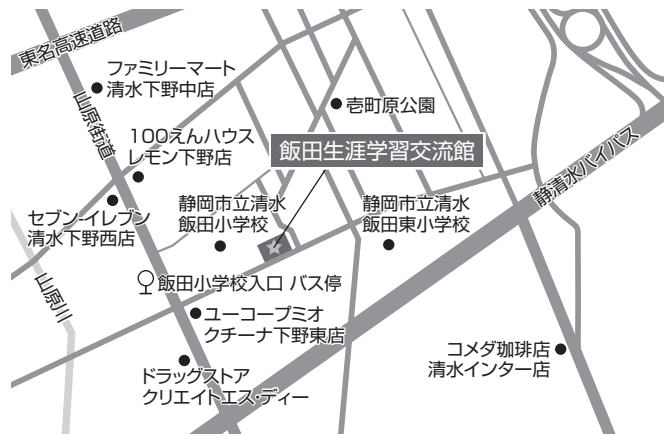 東名高速道路
ファミリーマート
清水下野中店
山原街道
壱町原公園
100えんハウス
レモン下野店
飯田生涯学習交流館
静清水バイパス
セブン-イレブン
清水下野西店
静岡市立清水
飯田小学校
静岡市立清水
飯田東小学校
山原川
飯田小学校入口 バス停
ユーコープミオ
クチーナ下野東店
コメダ珈琲店
清水インター店
ドラッグストア
クリエイトエス・ディー